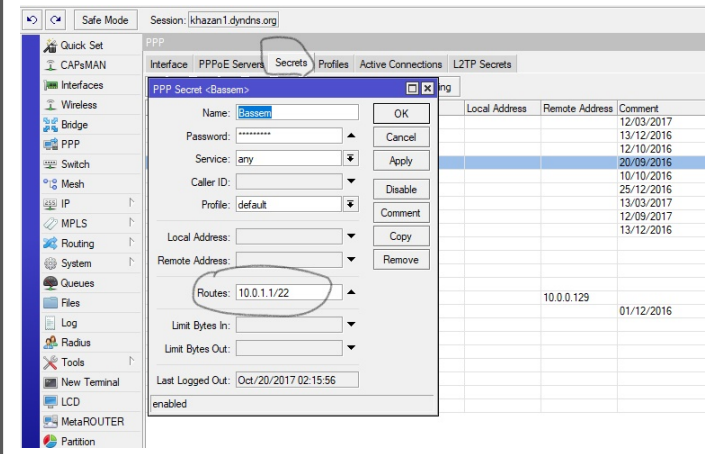 Safe Mode Session: khazan1.dyndns.org
Quick Set
CAPsMAN
Interfaces
Wireless
Bridge
PPP
Switch
Mesh
IP
MPLS
Routing
System
Queues
Files
Log
Radius
Tools
New Terminal
LCD
MetaROUTER
Partition
PPP
Interface PPPoE Servers Secrets Profiles Active Connections L2TP Secrets
PPP Secret <Bassem>
Name: Bassem
Password: *********
Service: any
Caller ID:
Profile: default
Local Address:
Remote Address:
Routes: 10.0.1.1/22
Limit Bytes In:
Limit Bytes Out:
Last Logged Out: Oct/20/2017 02:15:56
enabled
OK
Cancel
Apply
Disable
Comment
Copy
Remove
Local Address Remote Address Comment
12/03/2017
13/12/2016
12/10/2016
20/09/2016
10/10/2016
25/12/2016
13/03/2017
12/09/2017
13/12/2016
10.0.0.129
01/12/2016